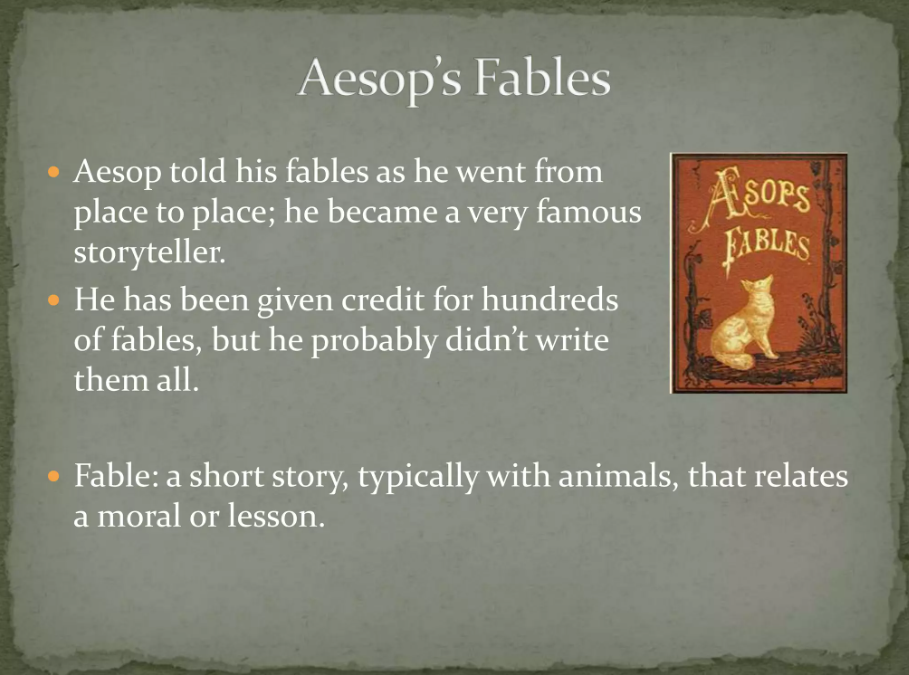 Aesop’s Fables
Aesop told his fables as he went from
place to place; he became a very famous
storyteller.
He has been given credit for hundreds
of fables, but he probably didn’t write
them all.
Fable: a short story, typically with animals, that relates
a moral or lesson.
ÆSOPS
FABLES